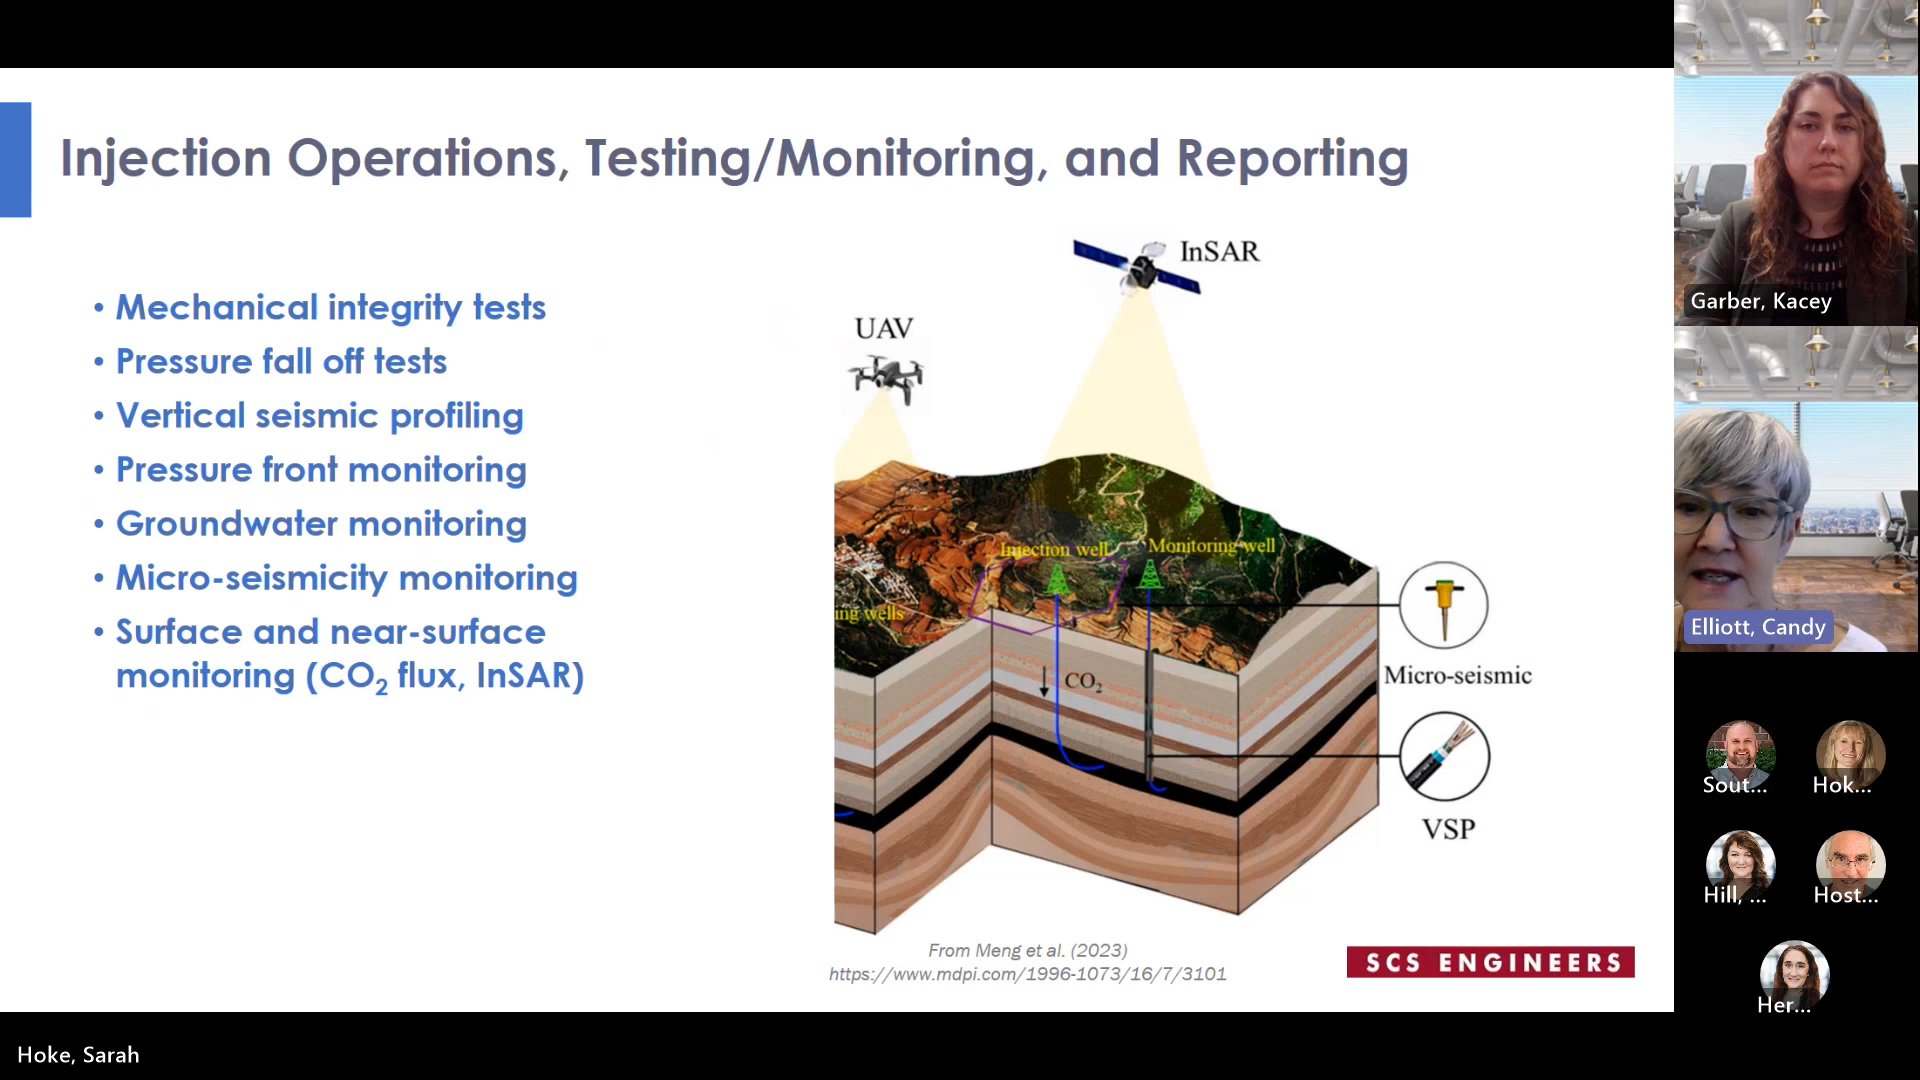 Injection Operations, Testing/Monitoring, and Reporting
• Mechanical integrity tests
• Pressure fall off tests
• Vertical seismic profiling
• Pressure front monitoring
• Groundwater monitoring
• Micro-seismicity monitoring
• Surface and near-surface
monitoring (CO₂ flux, InSAR)
InSAR
UAV
Injection well
Monitoring well
ing wells
CO₂
Micro-seismic
VSP
From Meng et al. (2023)
https://www.mdpi.com/1996-1073/16/7/3101
SCS ENGINEERS
Garber, Kacey
Elliott, Candy
Sout...
Hok...
Hill, ...
Host...
Her...
Hoke, Sarah